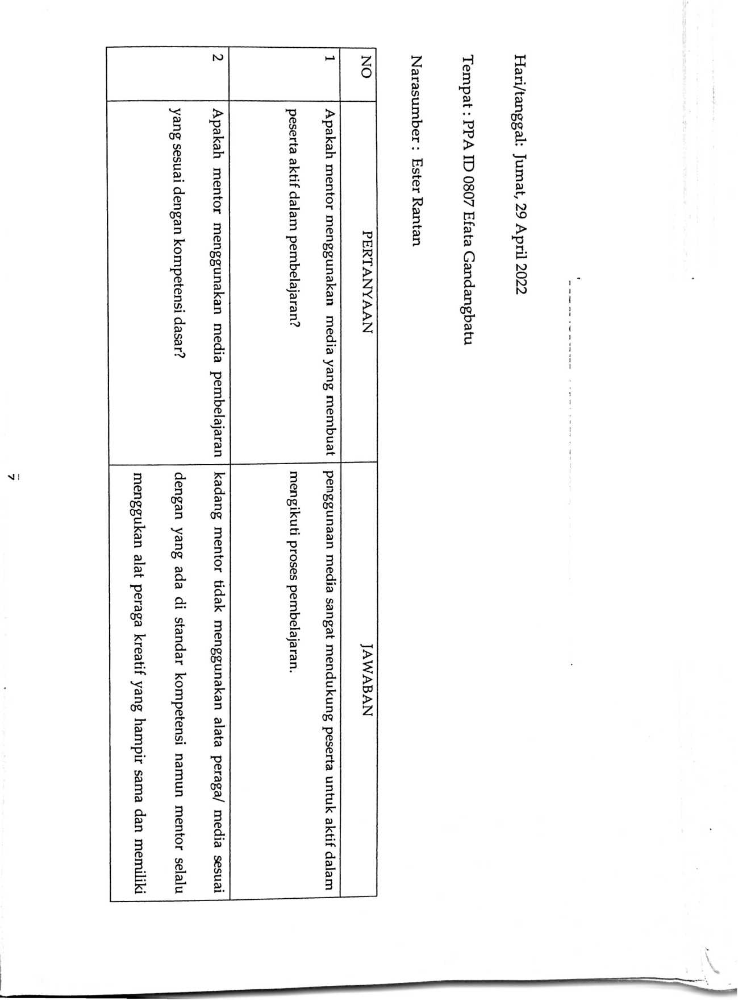 Hari/tanggal: Jumat, 29 April 2022
Tempat : PPA ID 0807 Efata Gandangbatu
Narasumber : Ester Rantan
NO PERTANYAAN JAWABAN
1 Apakah mentor menggunakan media yang membuat penggunaan media sangat mendukung peserta untuk aktif dalam
peserta aktif dalam pembelajaran? mengikuti proses pembelajaran.
2 Apakah mentor menggunakan media pembelajaran kadang mentor tidak menggunakan alata peraga/ media sesuai
yang sesuai dengan kompetensi dasar? dengan yang ada di standar kompetensi namun mentor selalu
menggukan alat peraga kreatif yang hampir sama dan memiliki